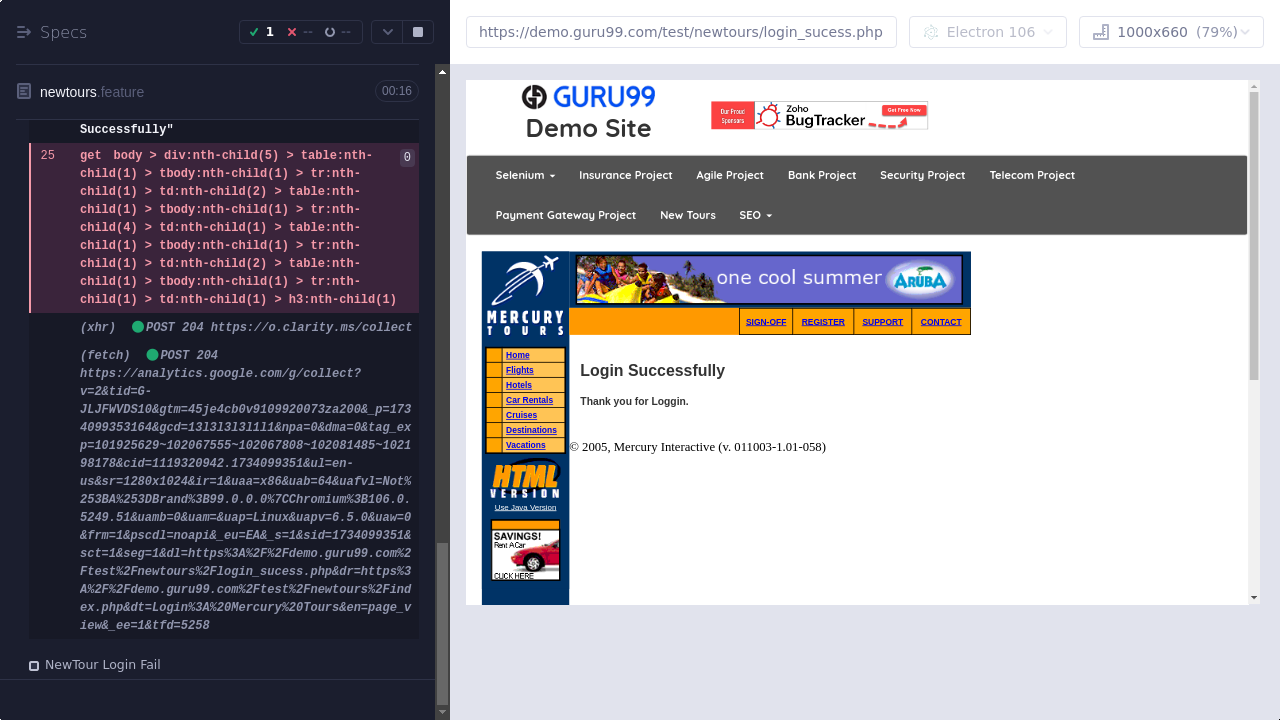 Specs
1
--
--
newtours.feature
00:16
Successfully"
25
get body > div:nth-child(5) > table:nth-
child(1) > tbody:nth-child(1) > tr:nth-
child(1) > td:nth-child(2) > table:nth-
child(1) > tbody:nth-child(1) > tr:nth-
child(4) > td:nth-child(1) > table:nth-
child(1) > tbody:nth-child(1) > tr:nth-
child(1) > td:nth-child(2) > table:nth-
child(1) > tbody:nth-child(1) > tr:nth-
child(1) > td:nth-child(1) > h3:nth-child(1)
0
(xhr) POST 204 https://o.clarity.ms/collect
(fetch) POST 204
https://analytics.google.com/g/collect?
v=2&tid=G-
JLJFWVDS10&gtm=45je4cb0v9109920073za200&_p=173
4099353164&gcd=13l3l3l3l1l1&npa=0&dma=0&tag_ex
p=101925629~102067555~102067808~102081485~1021
98178&cid=1119320942.1734099351&ul=en-
us&sr=1280x1024&ir=1&uaa=x86&uab=64&uafvl=Not%
253BA%253DBrand%3B99.0.0.0%7CChromium%3B106.0.
5249.51&uamb=0&uam=&uap=Linux&uapv=6.5.0&uaw=0
&frm=1&pscdl=noapi&_eu=EA&_s=1&sid=1734099351&
sct=1&seg=1&dl=https%3A%2F%2Fdemo.guru99.com%2
Ftest%2Fnewtours%2Flogin_sucess.php&dr=https%3
A%2F%2Fdemo.guru99.com%2Ftest%2Fnewtours%2Find
ex.php&dt=Login%3A%20Mercury%20Tours&en=page_v
iew&_ee=1&tfd=5258
NewTour Login Fail
https://demo.guru99.com/test/newtours/login_sucess.php
Electron 106
1000x660 (79%)
GURU99
Demo Site
Our Proud
Sponsors
Zoho
BugTracker
Get Free Now
Selenium
Insurance Project
Agile Project
Bank Project
Security Project
Telecom Project
Payment Gateway Project
New Tours
SEO
MERCURY
TOURS
one cool summer
ARUBA
SIGN-OFF
REGISTER
SUPPORT
CONTACT
Home
Flights
Hotels
Car Rentals
Cruises
Destinations
Vacations
HTML
VERSION
Use Java Version
SAVINGS!
Rent A Car
CLICK HERE
Login Successfully
Thank you for Loggin.
© 2005, Mercury Interactive (v. 011003-1.01-058)